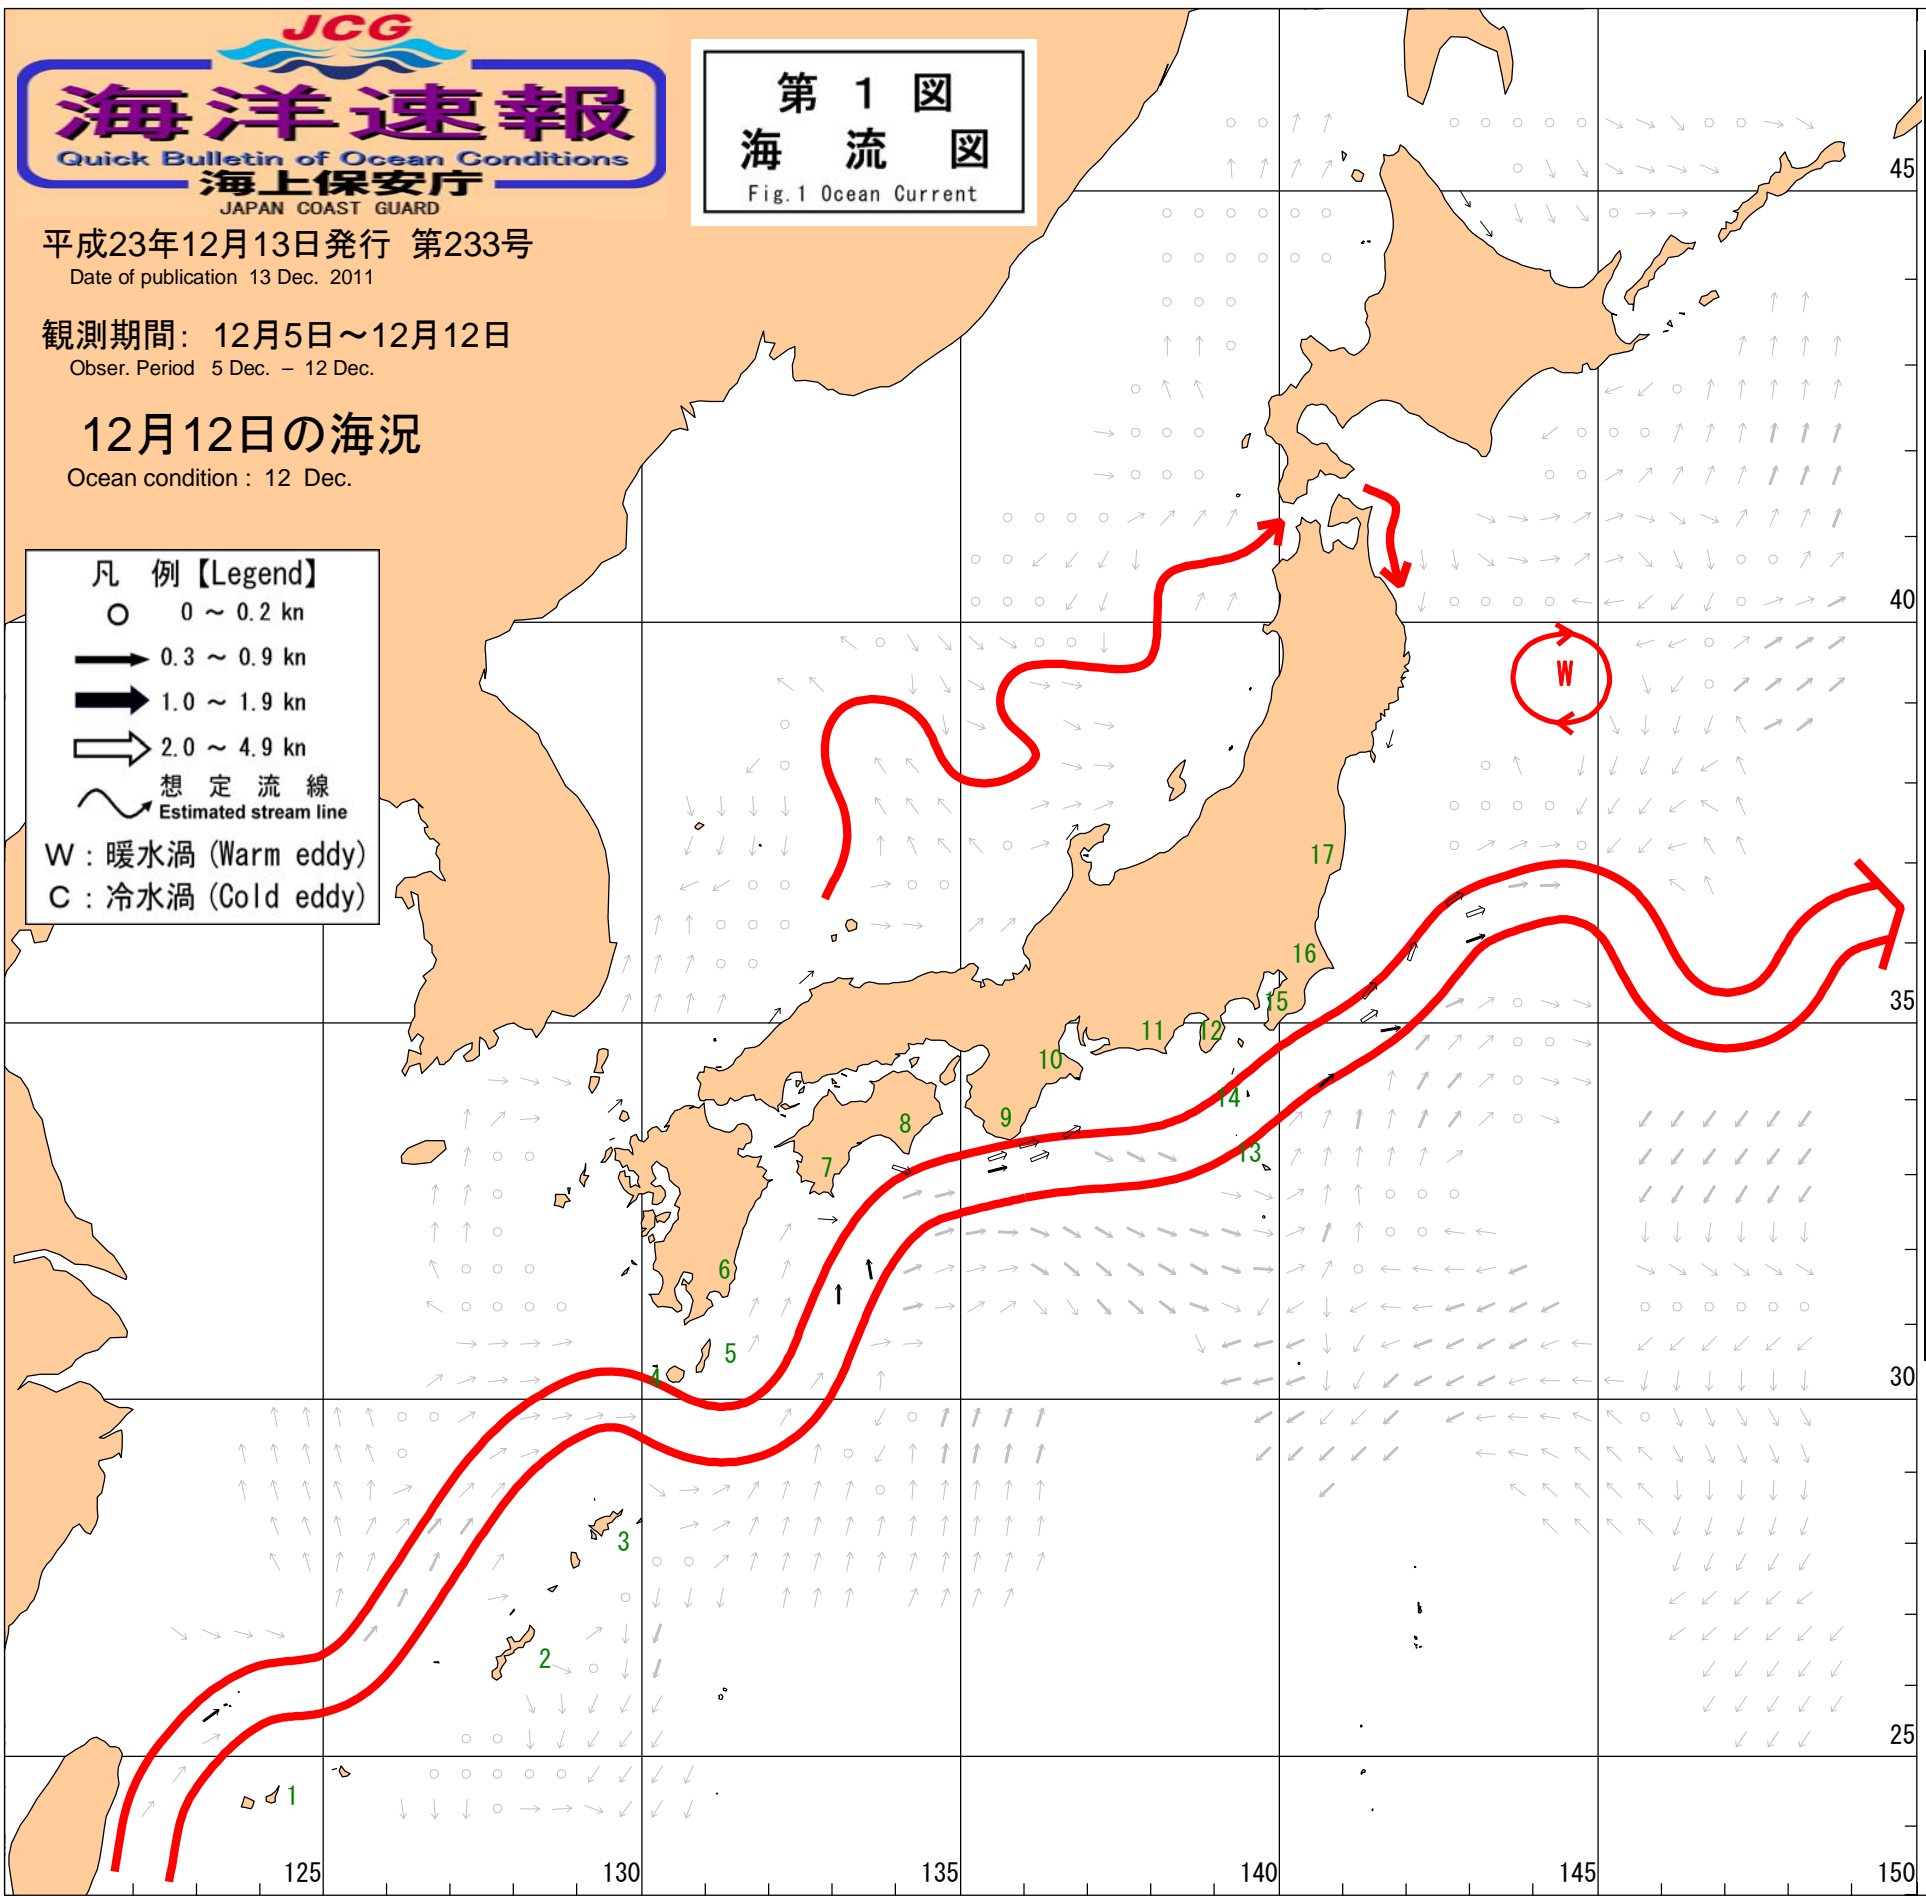 JCG
海洋速報
Quick Bulletin of Ocean Conditions
海上保安庁
JAPAN COAST GUARD
第 1 図
海 流 図
Fig.1 Ocean Current
平成23年12月13日発行 第233号
Date of publication 13 Dec. 2011
観測期間: 12月5日～12月12日
Obser. Period 5 Dec. – 12 Dec.
12月12日の海況
Ocean condition : 12 Dec.
凡 例【Legend】
0 ～ 0.2 kn
0.3 ～ 0.9 kn
1.0 ～ 1.9 kn
2.0 ～ 4.9 kn
想 定 流 線
Estimated stream line
W : 暖水渦 (Warm eddy)
C : 冷水渦 (Cold eddy)
45
40
W
17
16
35
15
12
11
10
14
9
8
13
7
6
5
4
30
3
2
25
1
125
130
135
140
145
150